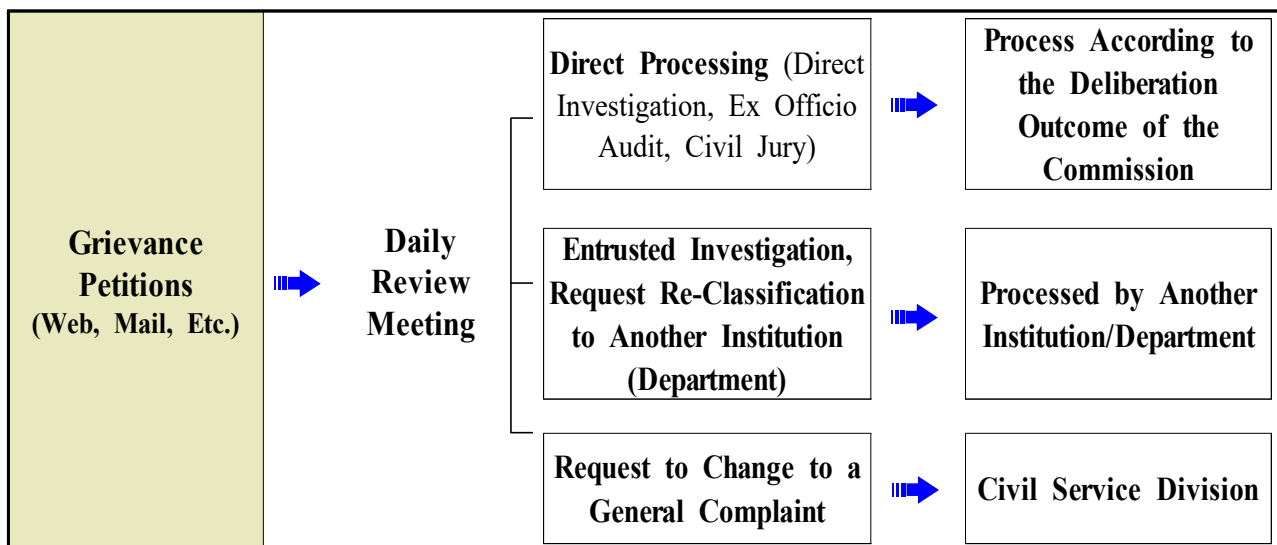 Grievance
Petitions
(Web, Mail, Etc.)
Daily
Review
Meeting
Direct Processing (Direct
Investigation, Ex Officio
Audit, Civil Jury)
Process According to
the Deliberation
Outcome of the
Commission
Entrusted Investigation,
Request Re-Classification
to Another Institution
(Department)
Processed by Another
Institution/Department
Request to Change to a
General Complaint
Civil Service Division